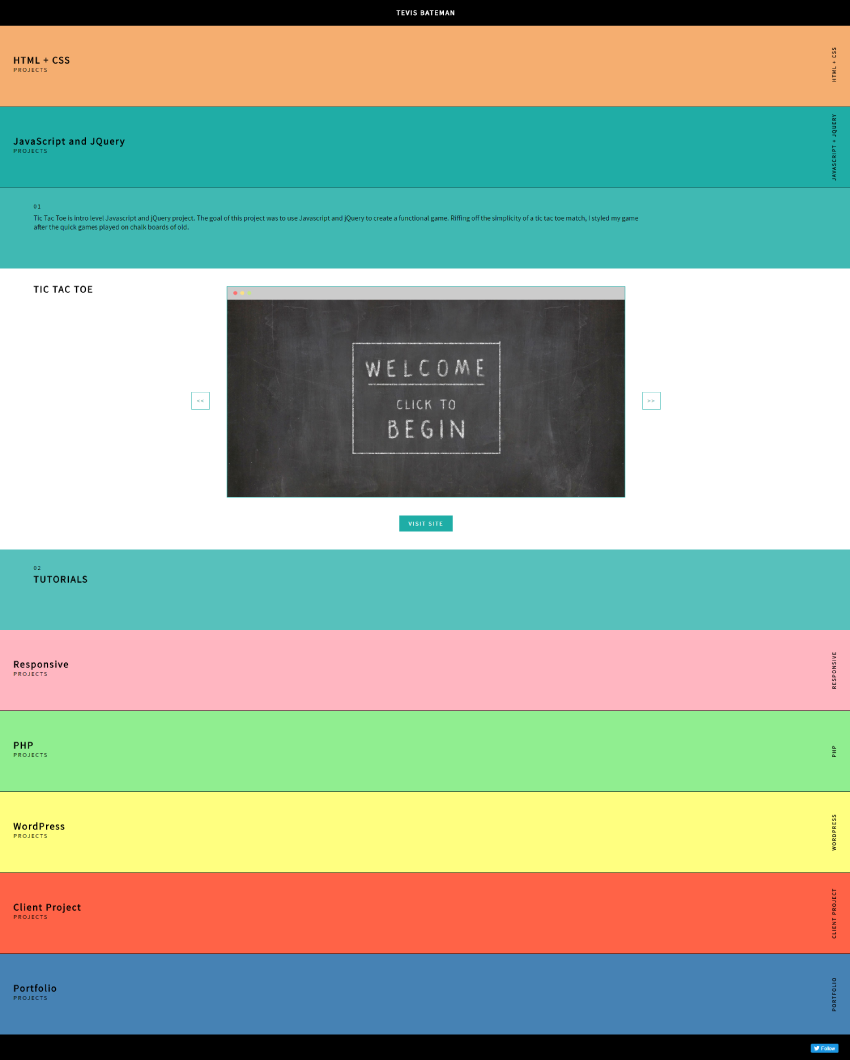 TEVIS BATEMAN
HTML + CSS
PROJECTS
HTML + CSS
JavaScript and JQuery
PROJECTS
JAVASCRIPT + JQUERY
01
Tic Tac Toe is intro level Javascript and jQuery project. The goal of this project was to use Javascript and jQuery to create a functional game. Riffing off the simplicity of a tic tac toe match, I styled my game
after the quick games played on chalk boards of old.
TIC TAC TOE
WELCOME
CLICK TO
BEGIN
<<
>>
VISIT SITE
02
TUTORIALS
Responsive
PROJECTS
RESPONSIVE
PHP
PROJECTS
PHP
WordPress
PROJECTS
WORDPRESS
Client Project
PROJECTS
CLIENT PROJECT
Portfolio
PROJECTS
PORTFOLIO
Follow